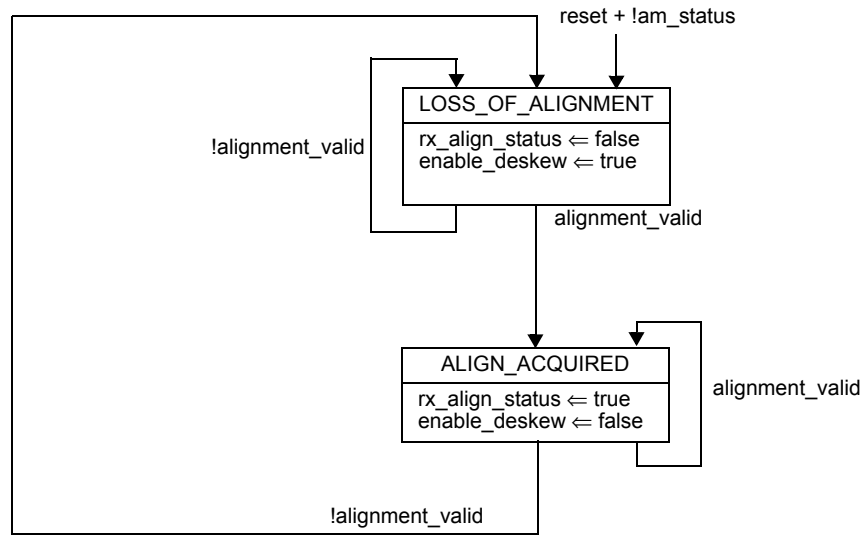 reset + !am_status
LOSS_OF_ALIGNMENT
!alignment_valid
rx_align_status ⇐ false
enable_deskew ⇐ true
alignment_valid
ALIGN_ACQUIRED
rx_align_status ⇐ true
enable_deskew ⇐ false
alignment_valid
!alignment_valid